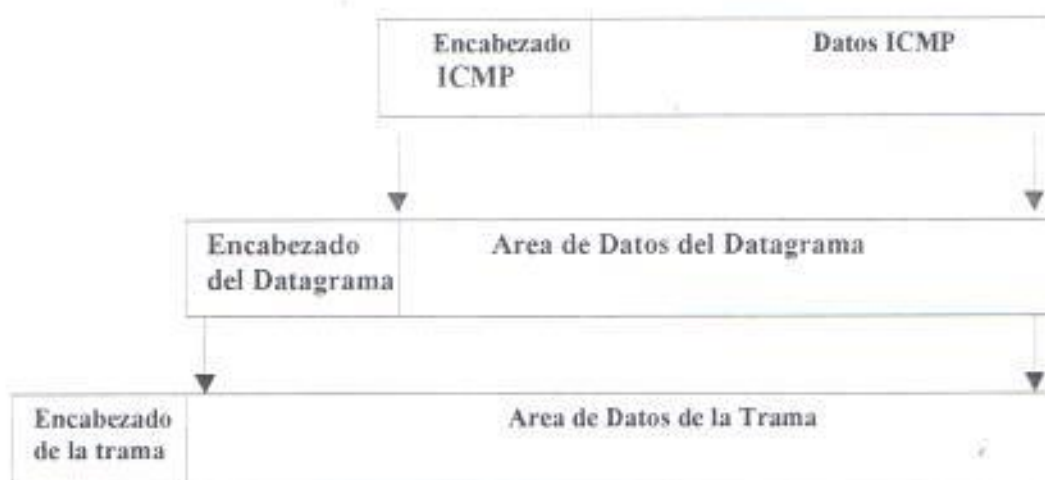 Encabezado
ICMP
Datos ICMP
Encabezado
del Datagrama
Area de Datos del Datagrama
Encabezado
de la trama
Area de Datos de la Trama